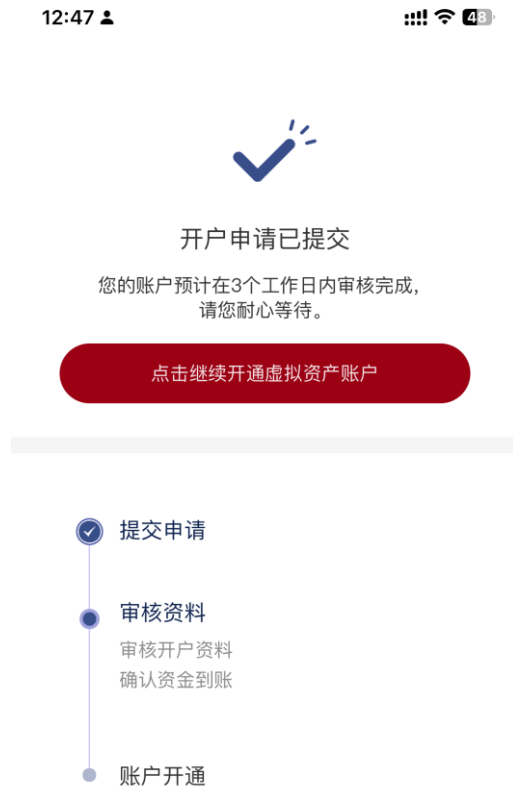 12:47
48
开户申请已提交
您的账户预计在3个工作日内审核完成，
请您耐心等待。
点击继续开通虚拟资产账户
提交申请
审核资料
审核开户资料
确认资金到账
账户开通